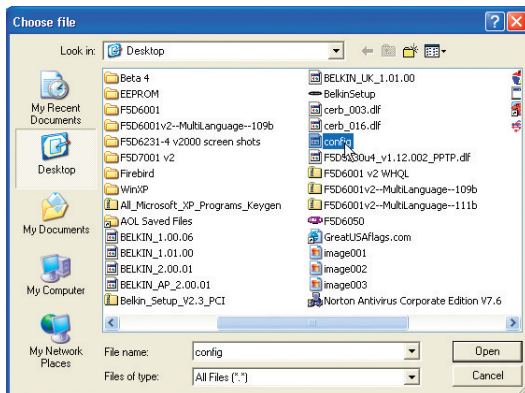 Choose file
Look in:
Desktop
My Recent
Documents
Desktop
My Documents
My Computer
My Network
Places
Beta 4
EEPROM
F5D6001
F5D6001v2--MultiLanguage--109b
F5D6231-4 v2000 screen shots
F5D7001 v2
Firebird
WinXP
All_Microsoft_XP_Programs_Keygen
AOL Saved Files
BELKIN_1.00.06
BELKIN_1.01.00
BELKIN_2.00.01
BELKIN_AP_2.00.01
Belkin_Setup_V2.3_PCI
BELKIN_UK_1.01.00
BelkinSetup
cerb_003.dlf
cerb_016.dlf
config
F5D6001 v2 WHQL
F5D6001v2--MultiLanguage--109b
F5D6001v2--MultiLanguage--111b
F5D6050
GreatUSAflags.com
image001
image002
image003
Norton Antivirus Corporate Edition V7.6
File name:
config
Open
Files of type:
All Files (*.*)
Cancel